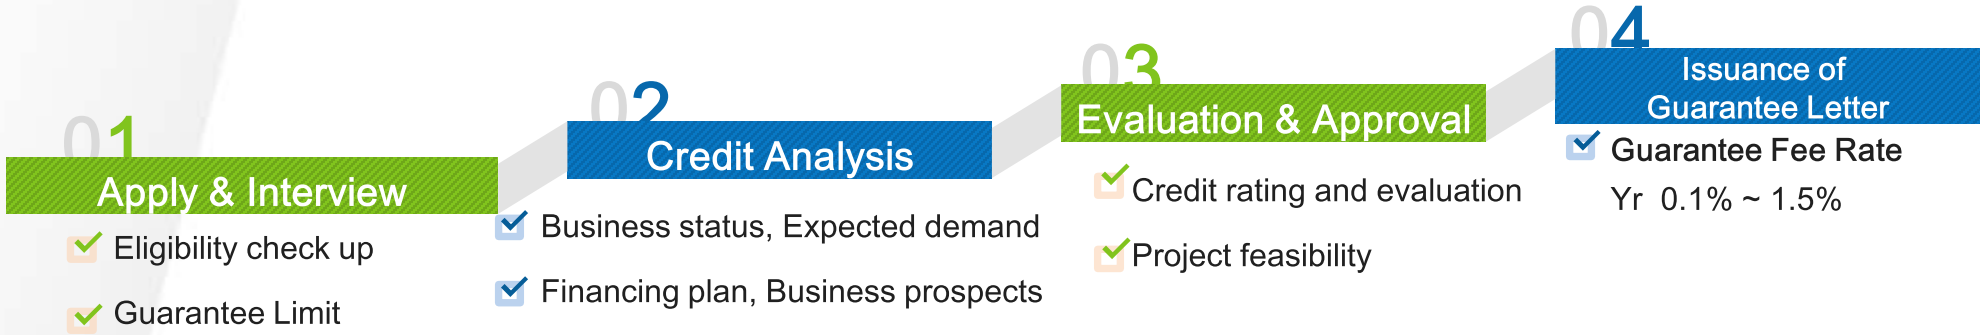 01
Apply & Interview
Eligibility check up
Guarantee Limit
02
Credit Analysis
Business status, Expected demand
Financing plan, Business prospects
03
Evaluation & Approval
Credit rating and evaluation
Project feasibility
04
Issuance of
Guarantee Letter
Guarantee Fee Rate
Yr 0.1% ~ 1.5%